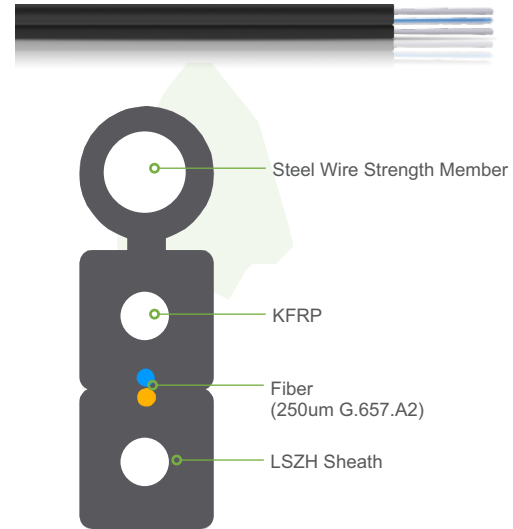 Steel Wire Strength Member
KFRP
Fiber
(250um G.657.A2)
LSZH Sheath